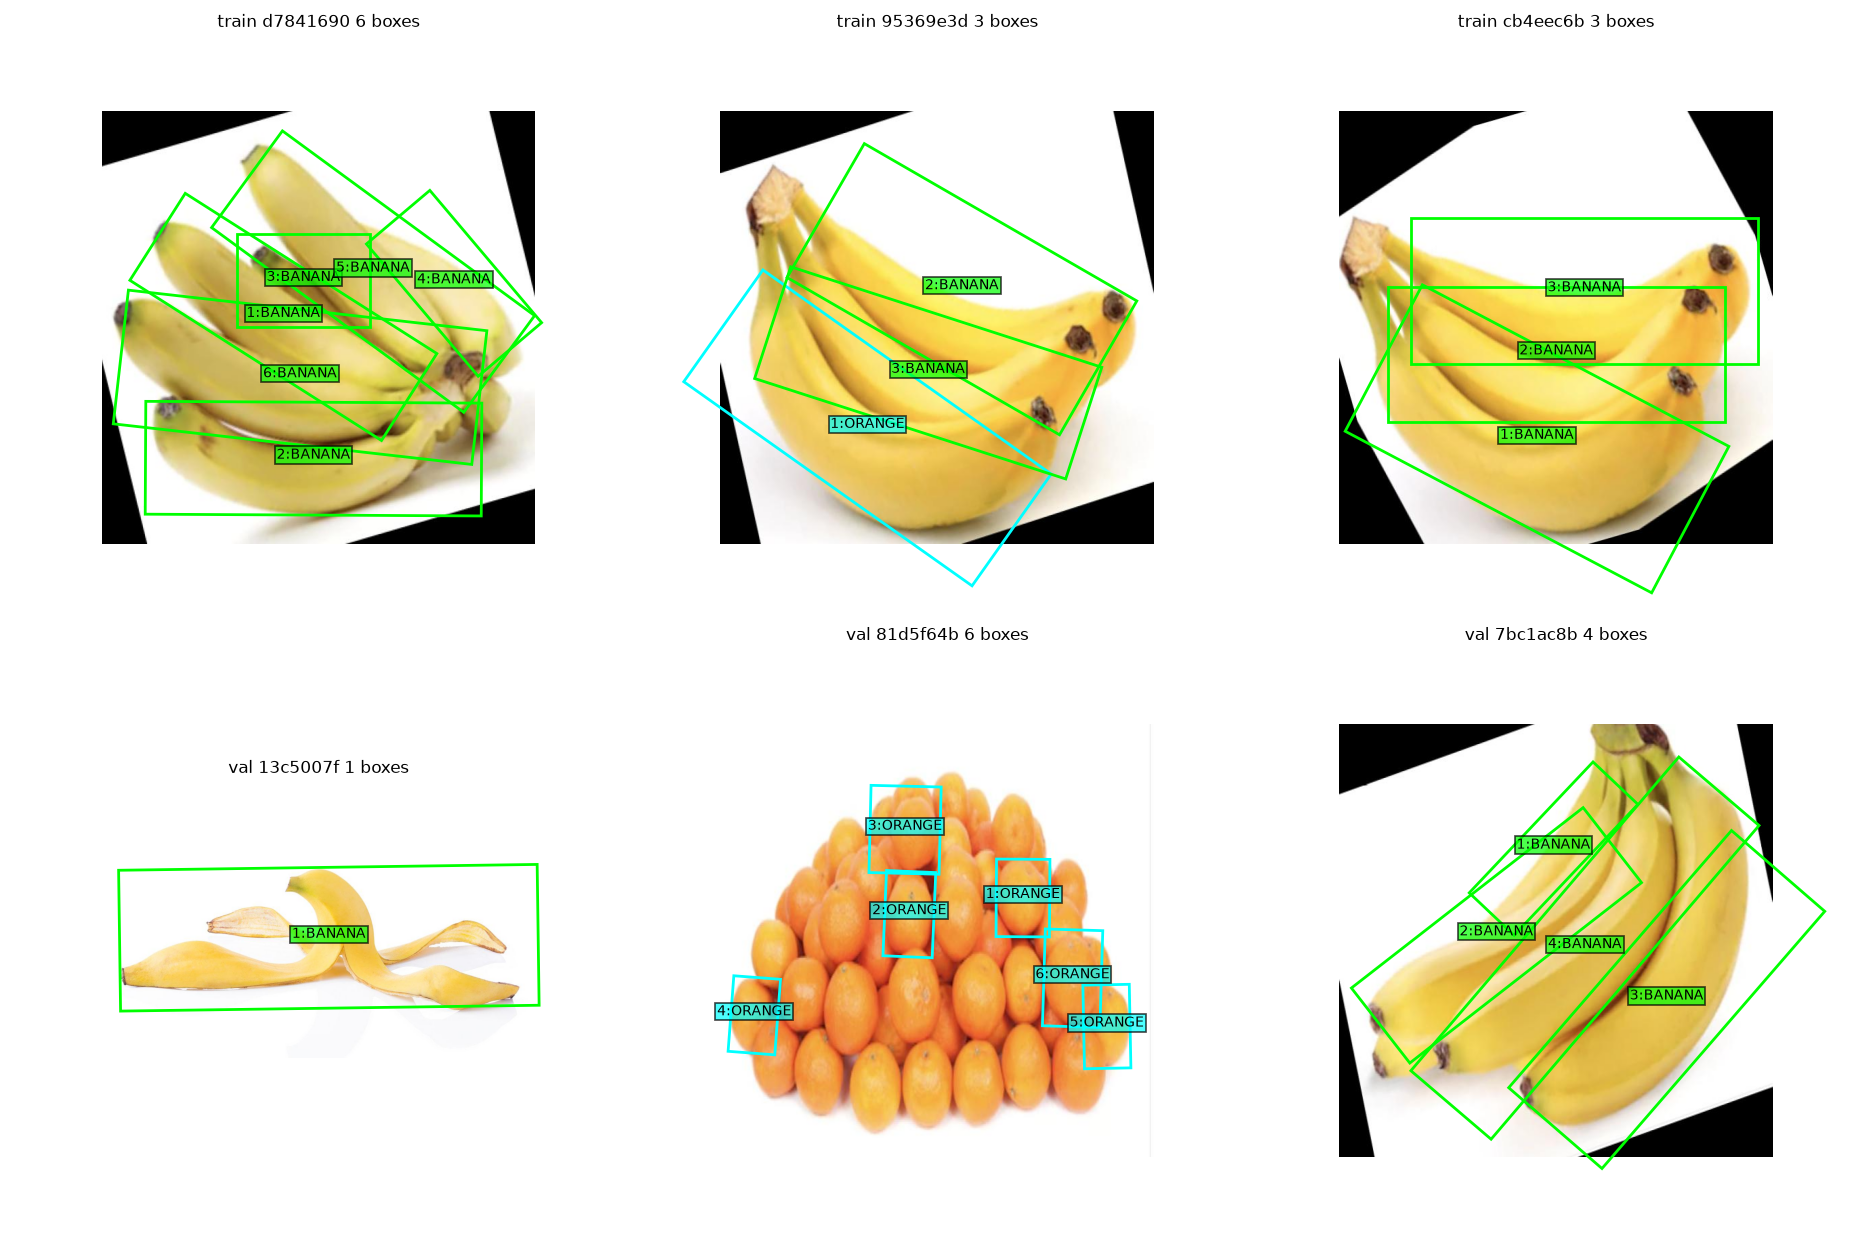 train d7841690 6 boxes
train 95369e3d 3 boxes
train cb4eec6b 3 boxes
5:BANANA
3:BANANA
4:BANANA
1:BANANA
6:BANANA
2:BANANA
2:BANANA
3:BANANA
1:ORANGE
3:BANANA
2:BANANA
1:BANANA
val 13c5007f 1 boxes
val 81d5f64b 6 boxes
val 7bc1ac8b 4 boxes
1:BANANA
3:ORANGE
1:ORANGE
2:ORANGE
6:ORANGE
4:ORANGE
5:ORANGE
1:BANANA
2:BANANA
4:BANANA
3:BANANA